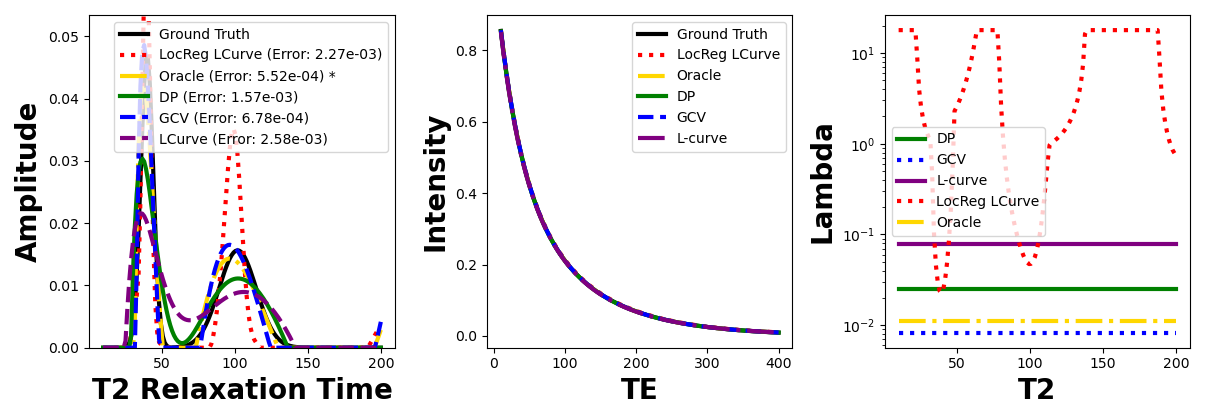 Amplitude
0.05
0.04
0.03
0.02
0.01
0.00
Ground Truth
LocReg LCurve (Error: 2.27e-03)
Oracle (Error: 5.52e-04) *
DP (Error: 1.57e-03)
GCV (Error: 6.78e-04)
LCurve (Error: 2.58e-03)
50 100 150 200
T2 Relaxation Time
Intensity
0.8
0.6
0.4
0.2
0.0
Ground Truth
LocReg LCurve
Oracle
DP
GCV
L-curve
0 100 200 300 400
TE
Lambda
10¹
10⁰
10⁻¹
10⁻²
DP
GCV
L-curve
LocReg LCurve
Oracle
50 100 150 200
T2